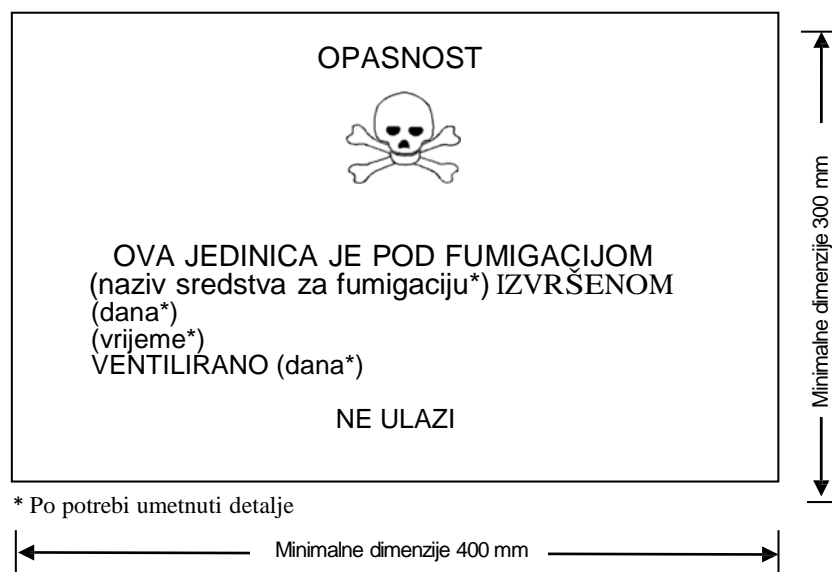 OPASNOST
OVA JEDINICA JE POD FUMIGACIJOM
(naziv sredstva za fumigaciju*) IZVRŠENOM
(dana*)
(vrijeme*)
VENTILIRANO (dana*)
NE ULAZI
* Po potrebi umetnuti detalje
Minimalne dimenzije 400 mm
Minimalne dimenzije 300 mm